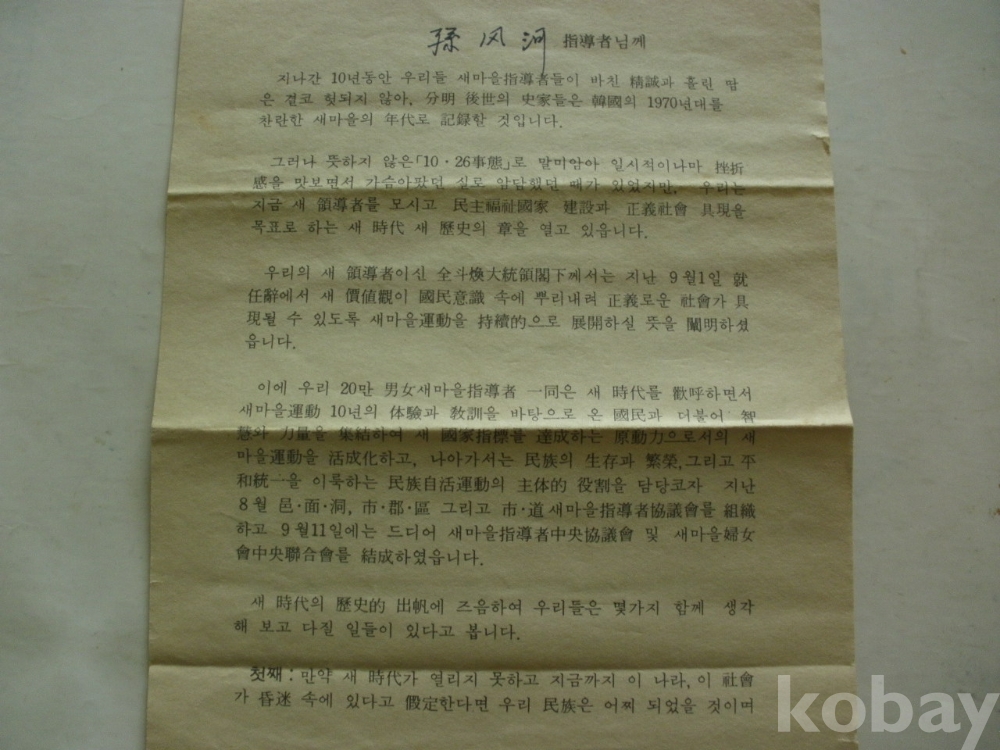 孫凤河 指導者님께
지나간 10년동안 우리들 새마을指導者들이 바친 精誠과 흘린 땀
은 결코 헛되지 않아, 分明 後世의 史家들은 韓國의 1970년대를
찬란한 새마을의 年代로 記錄할 것입니다.
그러나 뜻하지 않은「10·26事態」로 말미암아 일시적이나마 挫折
感을 맛보면서 가슴아팠던 실로 암담했던 때가 있었지만, 우리는
지금 새 領導者를 모시고 民主福祉國家 建設과 正義社會 具現을
목표로 하는 새 時代 새 歷史의 章을 열고 있읍니다.
우리의 새 領導者이신 全斗煥大統領閣下께서는 지난 9월1일 就
任辭에서 새 價値觀이 國民意識 속에 뿌리내려 正義로운 社會가 具
現될 수 있도록 새마을運動을 持續的으로 展開하실 뜻을 闡明하셨
읍니다.
이에 우리 20만 男女새마을指導者 一同은 새 時代를 歡呼하면서
새마을運動 10년의 体驗과 敎訓을 바탕으로 온 國民과 더불어 智
慧와 力量을 集結하여 새 國家指標를 達成하는 原動力으로서의 새
마을運動을 活成化하고, 나아가서는 民族의 生存과 繁榮, 그리고 平
和統一을 이룩하는 民族自活運動의 主体的 役割을 담당코자 지난
8월 邑·面·洞, 市·郡·區 그리고 市·道새마을指導者協議會를 組織
하고 9월11일에는 드디어 새마을指導者中央協議會 및 새마을婦女
會中央聯合會를 結成하였읍니다.
새 時代의 歷史的 出帆에 즈음하여 우리들은 몇가지 함께 생각
해 보고 다질 일들이 있다고 봅니다.
첫째: 만약 새 時代가 열리지 못하고 지금까지 이 나라, 이 社會
가 昏迷 속에 있다고 假定한다면 우리 民族은 어찌 되었을 것이며
kobay